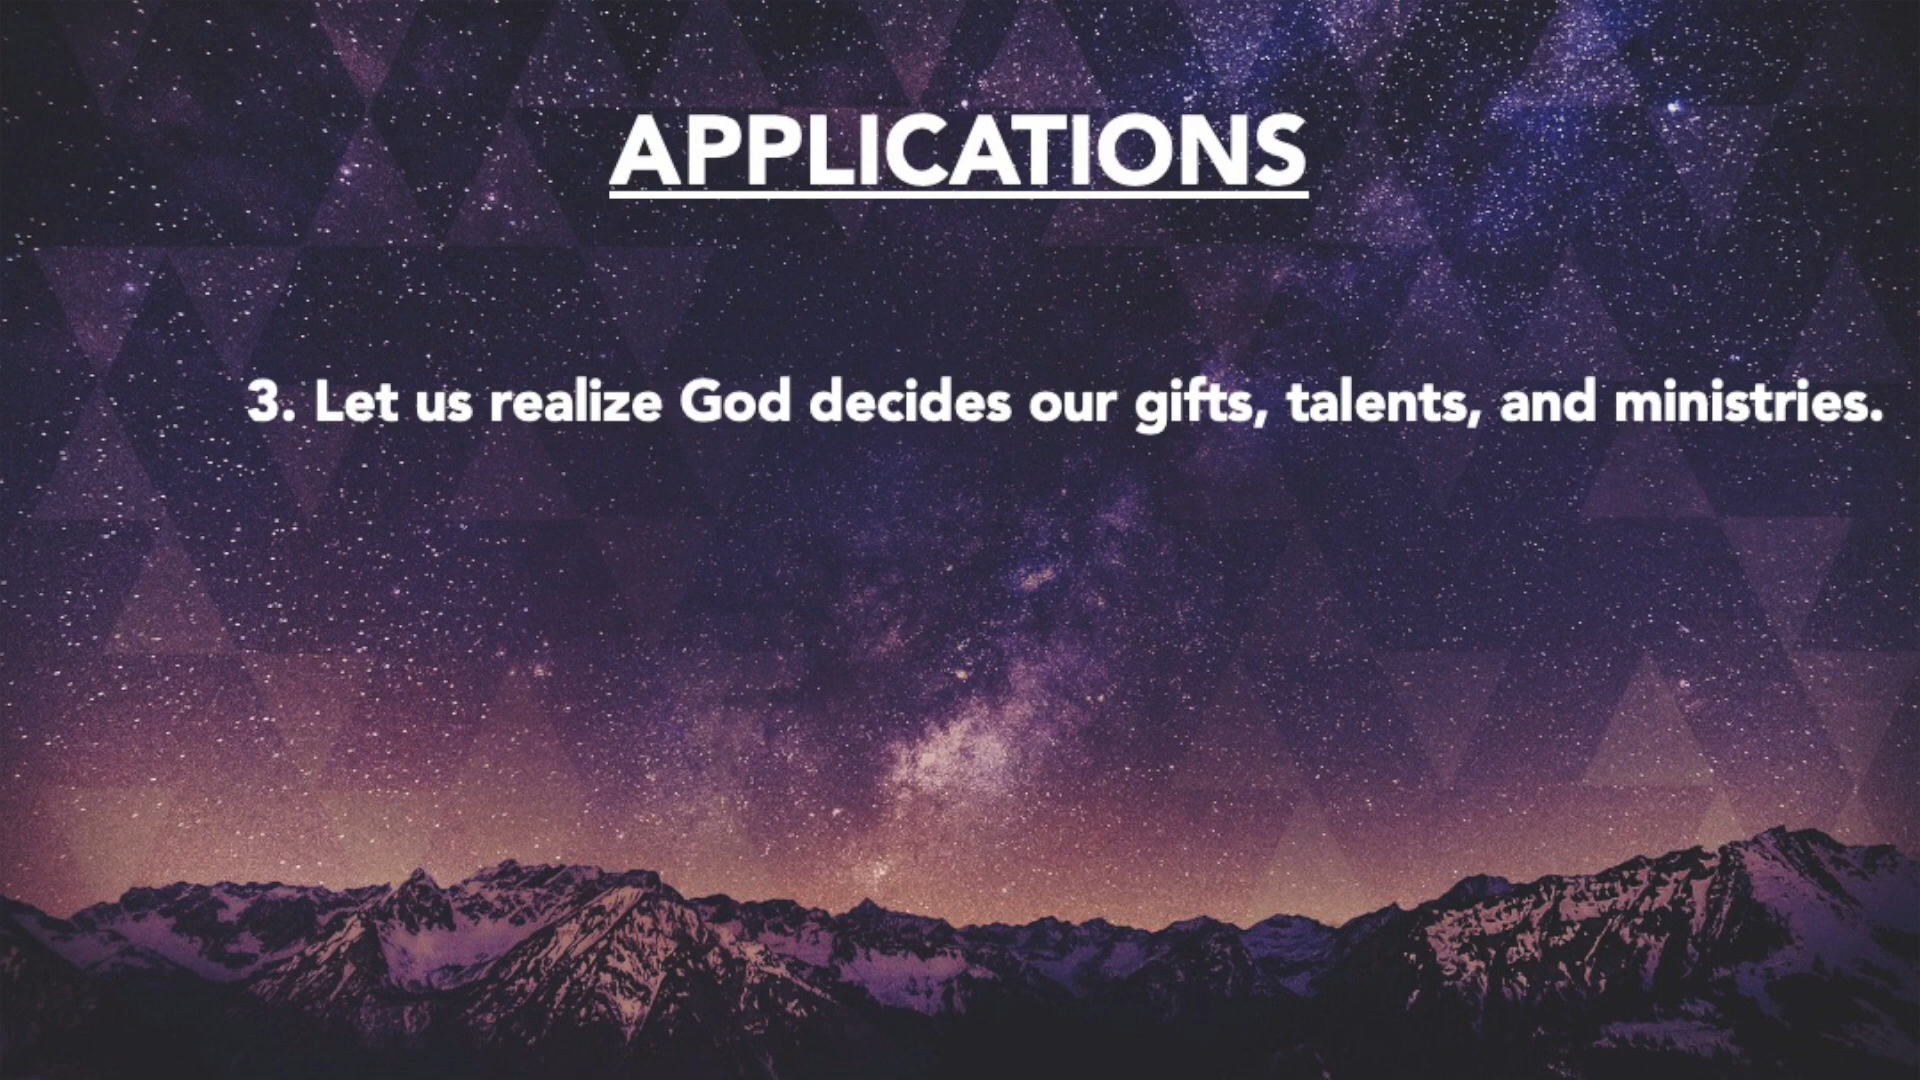 APPLICATIONS
3. Let us realize God decides our gifts, talents, and ministries.